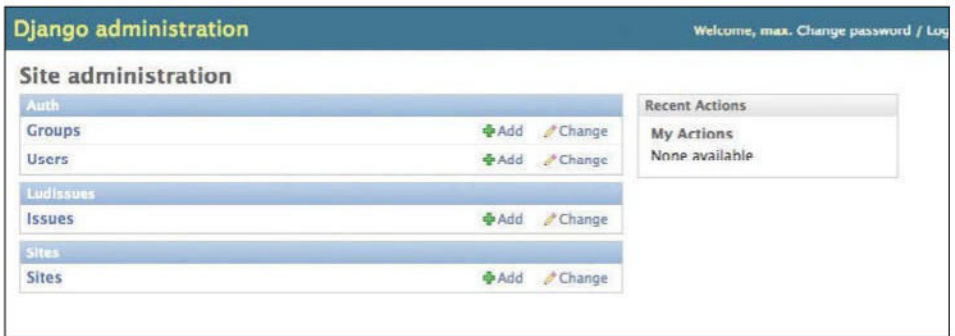 Django administration
Welcome, max. Change password / Log
Site administration
Auth
Groups Add Change
Users Add Change
Ludissues
Issues Add Change
Sites
Sites Add Change
Recent Actions
My Actions
None available